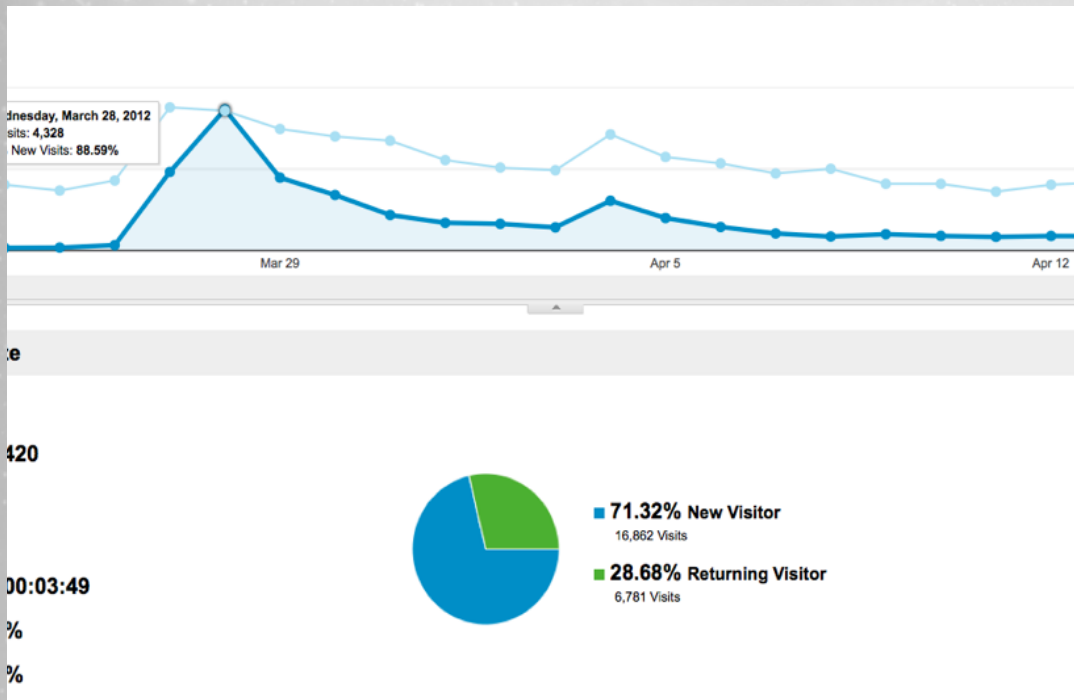 dnesday, March 28, 2012
sits: 4,328
New Visits: 88.59%
Mar 29
Apr 5
Apr 12
te
420
00:03:49
%
%
71.32% New Visitor
16,862 Visits
28.68% Returning Visitor
6,781 Visits